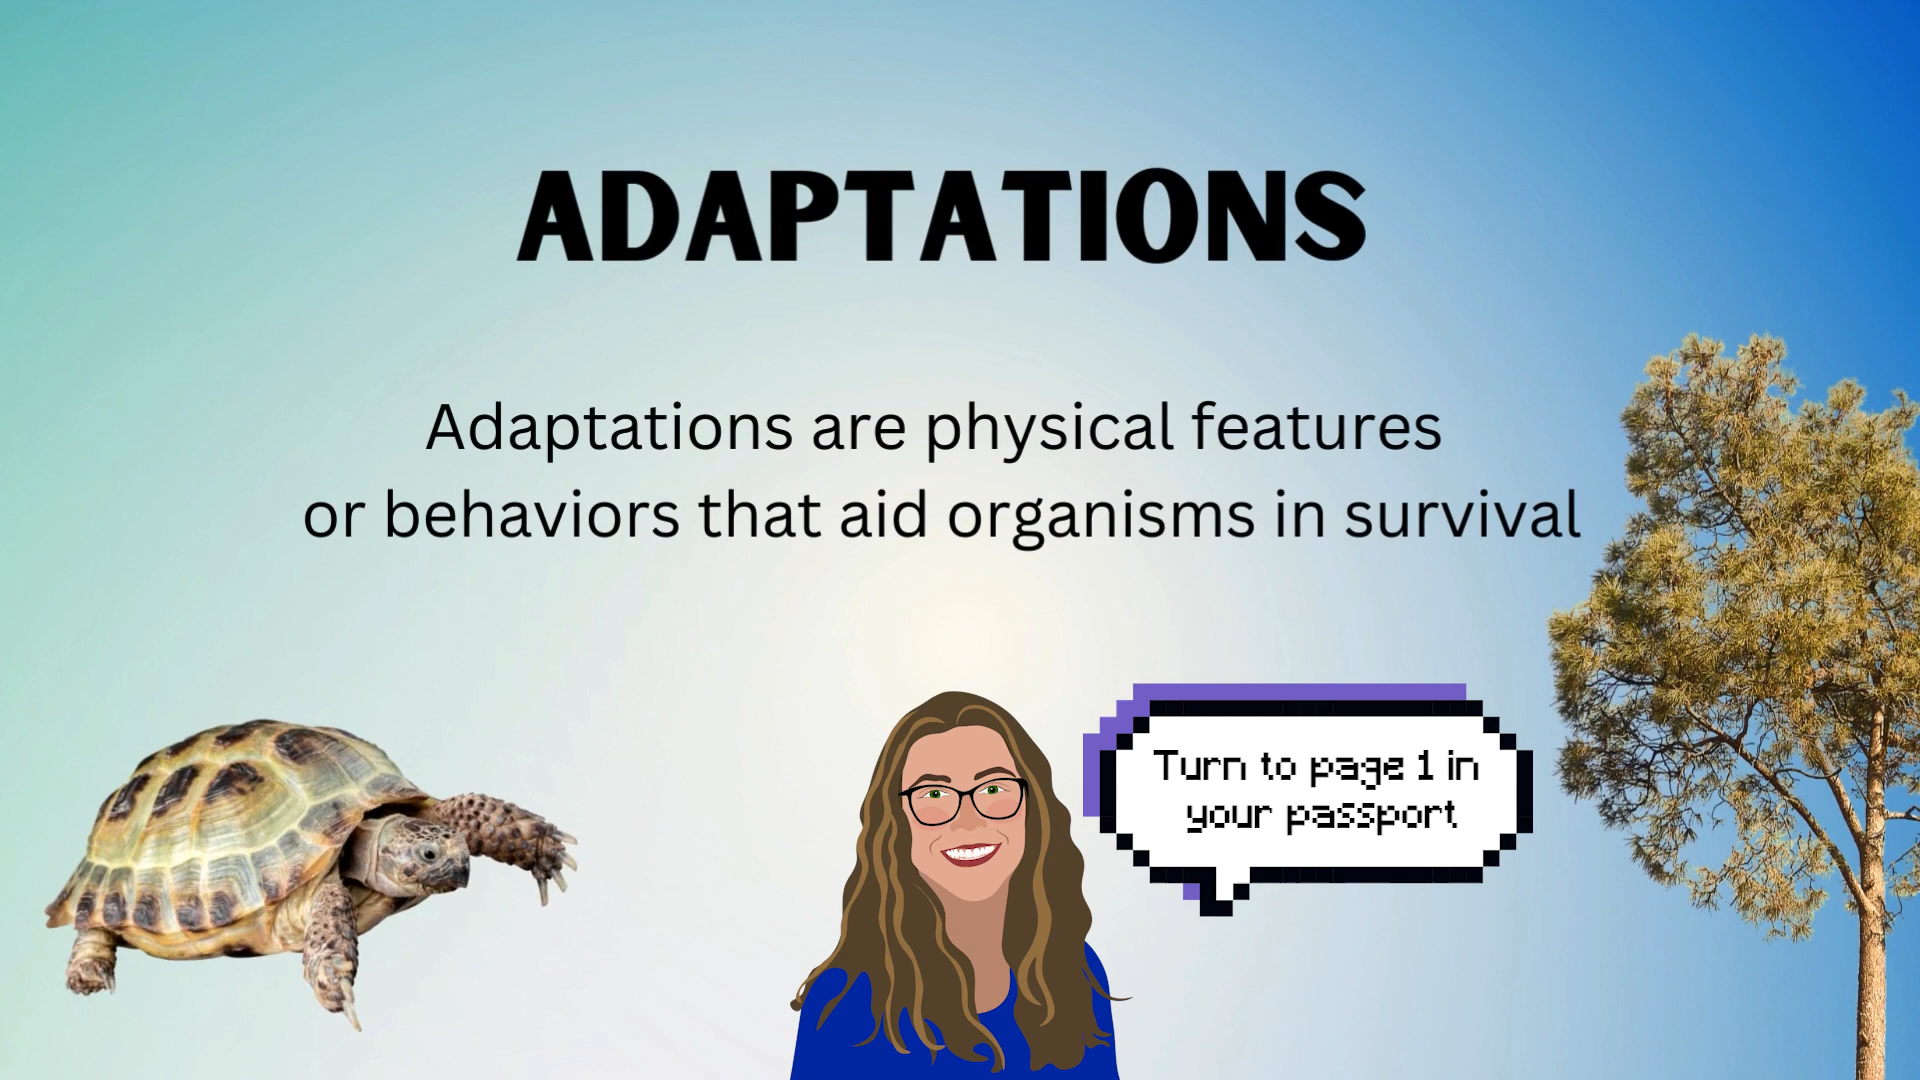 ADAPTATIONS
Adaptations are physical features
or behaviors that aid organisms in survival
Turn to page 1 in
your passport